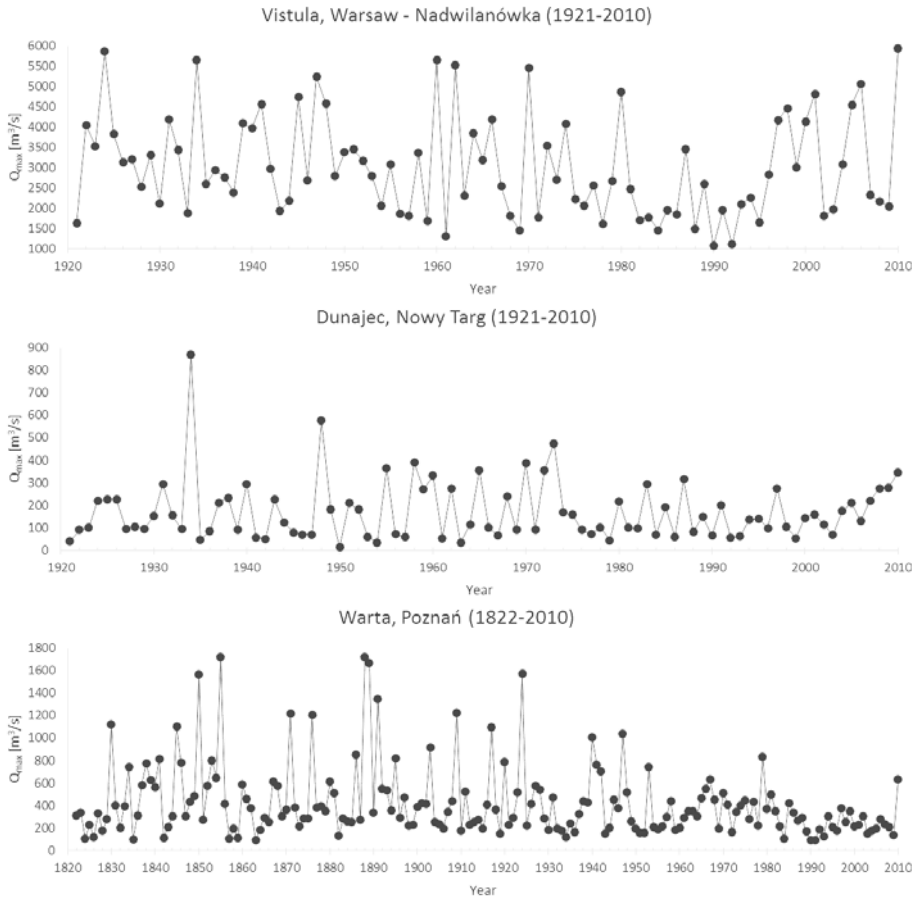 Vistula, Warsaw - Nadwilanówka (1921-2010)
Qmax [m³/s]
6000
5500
5000
4500
4000
3500
3000
2500
2000
1500
1000
1920 1930 1940 1950 1960 1970 1980 1990 2000 2010
Year
Dunajec, Nowy Targ (1921-2010)
Qmax [m³/s]
900
800
700
600
500
400
300
200
100
0
1920 1930 1940 1950 1960 1970 1980 1990 2000 2010
Year
Warta, Poznań (1822-2010)
Qmax [m³/s]
1800
1600
1400
1200
1000
800
600
400
200
0
1820 1830 1840 1850 1860 1870 1880 1890 1900 1910 1920 1930 1940 1950 1960 1970 1980 1990 2000 2010
Year